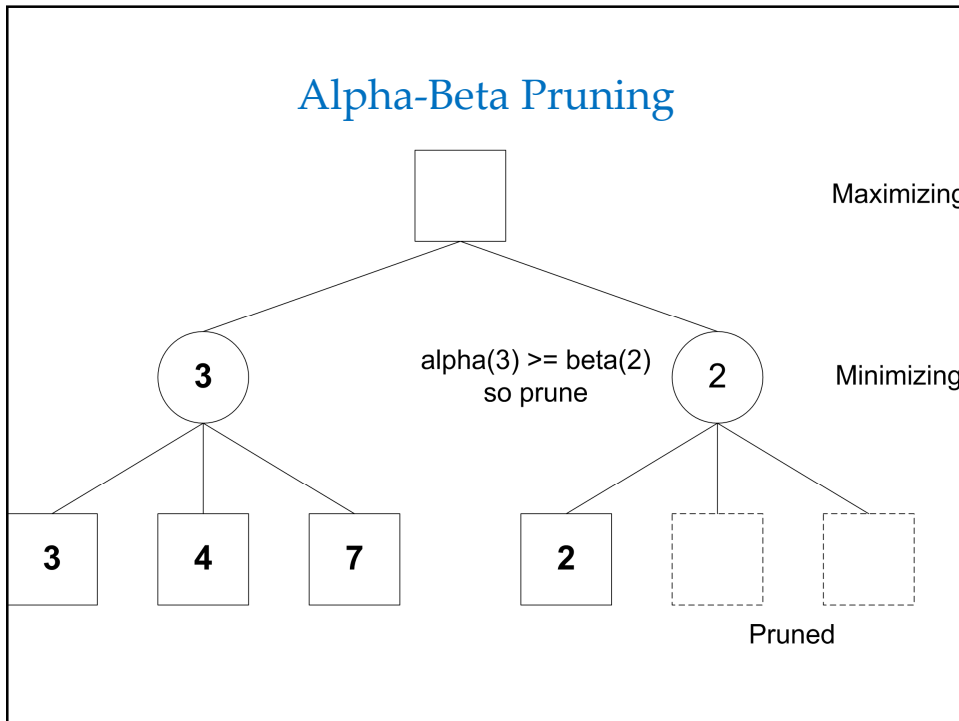 Alpha-Beta Pruning
Maximizing
3
alpha(3) >= beta(2)
so prune
2
Minimizing
3
4
7
2
Pruned